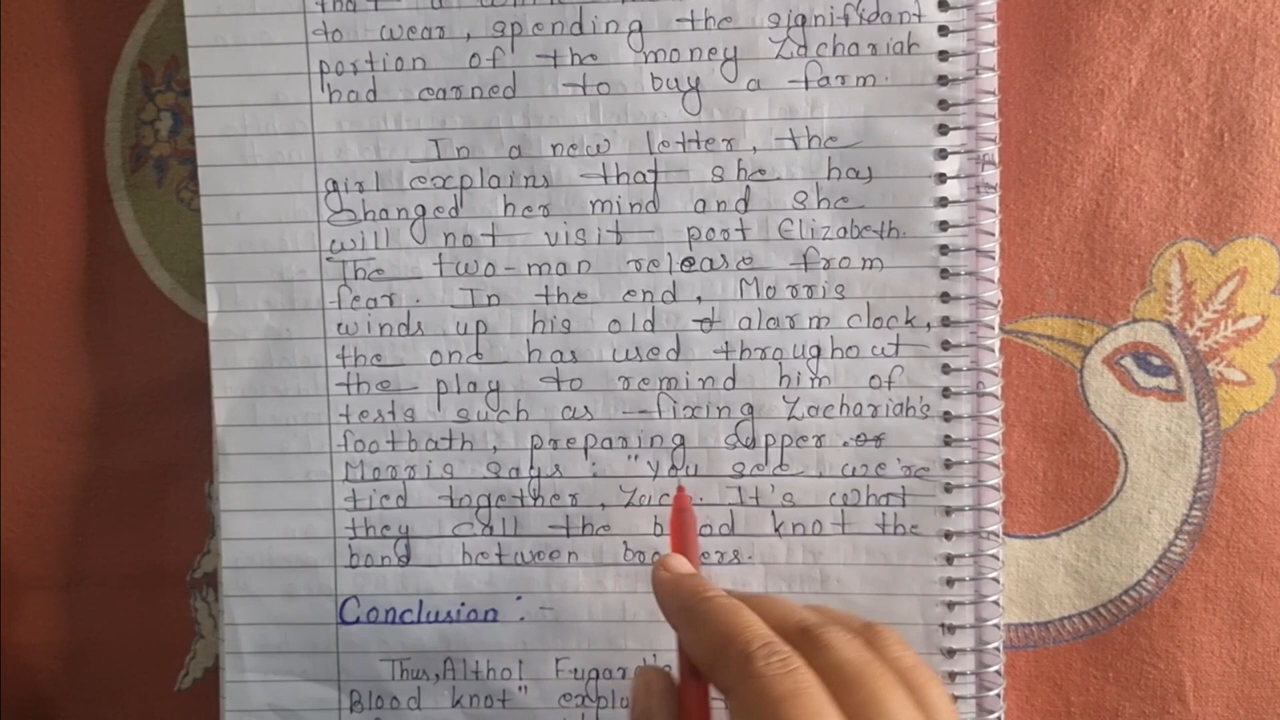 to wear, spending the signifidant
portion of the money Zachariah
had earned to buy a farm.
In a new letter, the
girl explains that she has
changed her mind and she
will not visit port Elizabeth.
The two-man release from
fear. In the end, Morris
winds up his old alarm clock,
the one has used throughout
the play to remind him of
tests such as fixing Zachariah's
footbath, preparing supper.
Morris says : "You see, we're
tied together, Zach. It's what
they call the blood knot the
bond between
Conclusion :-
Thus, Althol
Blood knot"